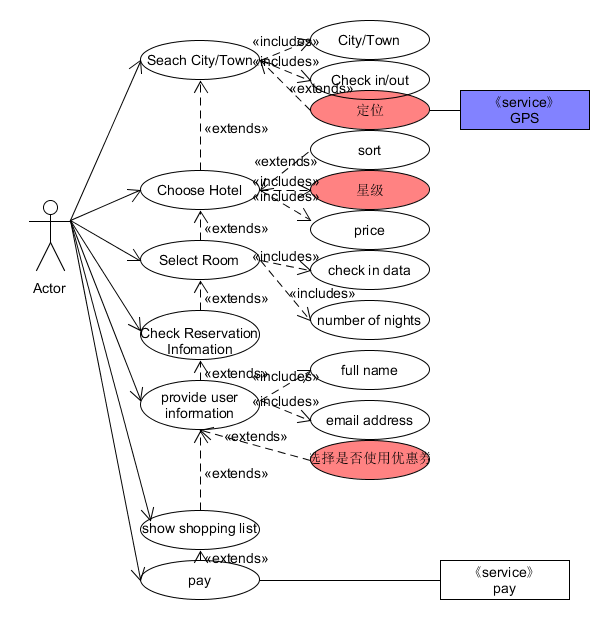 «includes»
City/Town
Seach City/Town
«includes»
Check in/out
«extends»
定位
《service》
GPS
«extends»
sort
«extends»
Choose Hotel
«includes»
星级
«includes»
price
«extends»
Select Room
«includes»
check in data
«includes»
Actor
«extends»
number of nights
Check Reservation
Infomation
«extends»
«includes»
full name
provide user
information
«includes»
email address
«extends»
选择是否使用优惠券
«extends»
show shopping list
«extends»
pay
《service》
pay